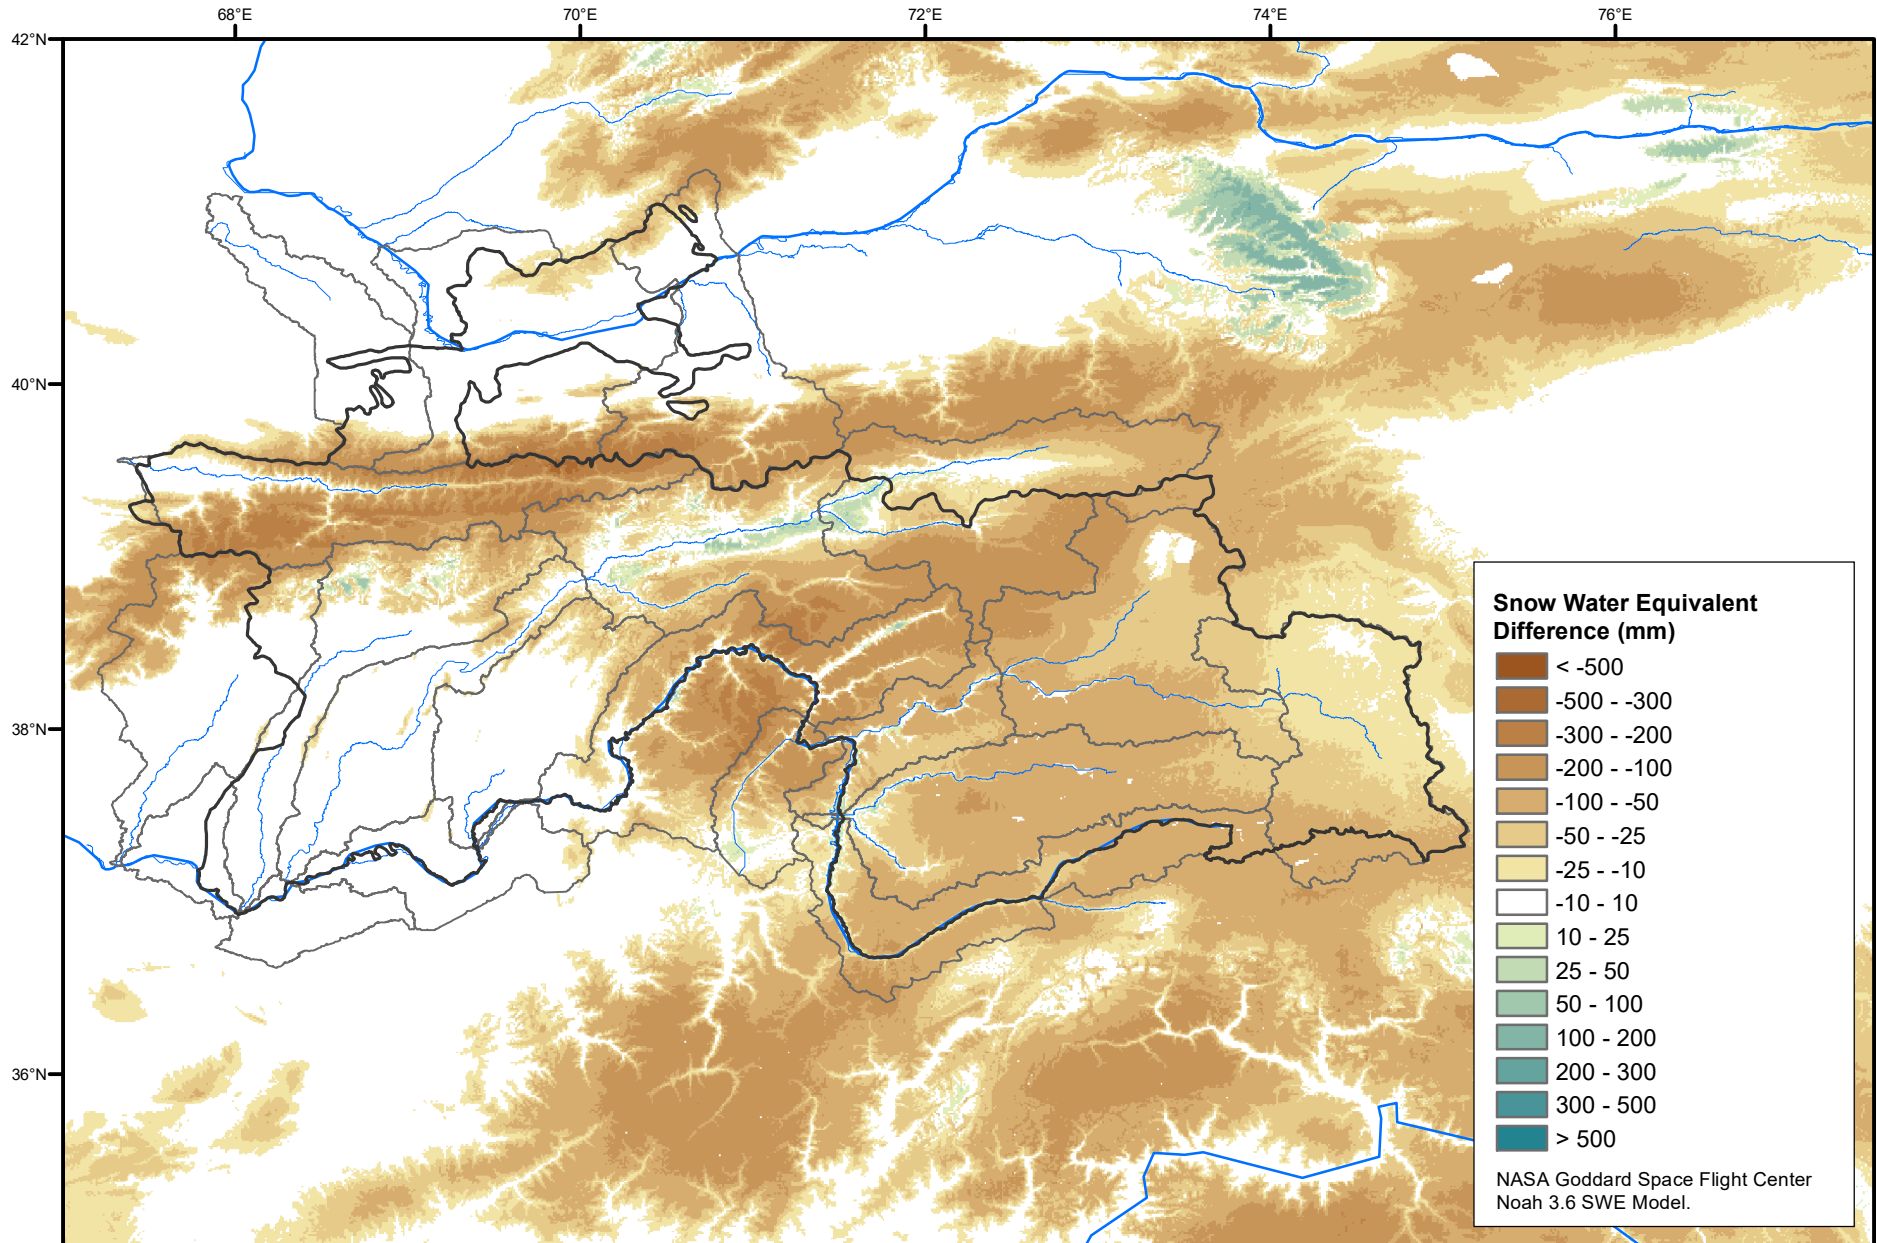 68°E
70°E
72°E
74°E
76°E
42°N
40°N
38°N
36°N
Snow Water Equivalent
Difference (mm)
< -500
-500 - -300
-300 - -200
-200 - -100
-100 - -50
-50 - -25
-25 - -10
-10 - 10
10 - 25
25 - 50
50 - 100
100 - 200
200 - 300
300 - 500
> 500
NASA Goddard Space Flight Center
Noah 3.6 SWE Model.